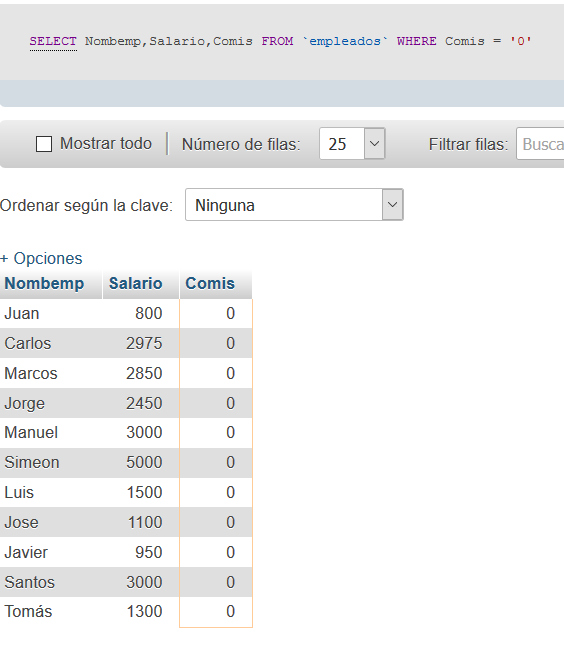 SELECT Nombemp,Salario,Comis FROM `empleados` WHERE Comis = '0'
Mostrar todo Número de filas: 25 Filtrar filas: Busca
Ordenar según la clave: Ninguna
+ Opciones
Nombemp Salario Comis
Juan 800 0
Carlos 2975 0
Marcos 2850 0
Jorge 2450 0
Manuel 3000 0
Simeon 5000 0
Luis 1500 0
Jose 1100 0
Javier 950 0
Santos 3000 0
Tomás 1300 0